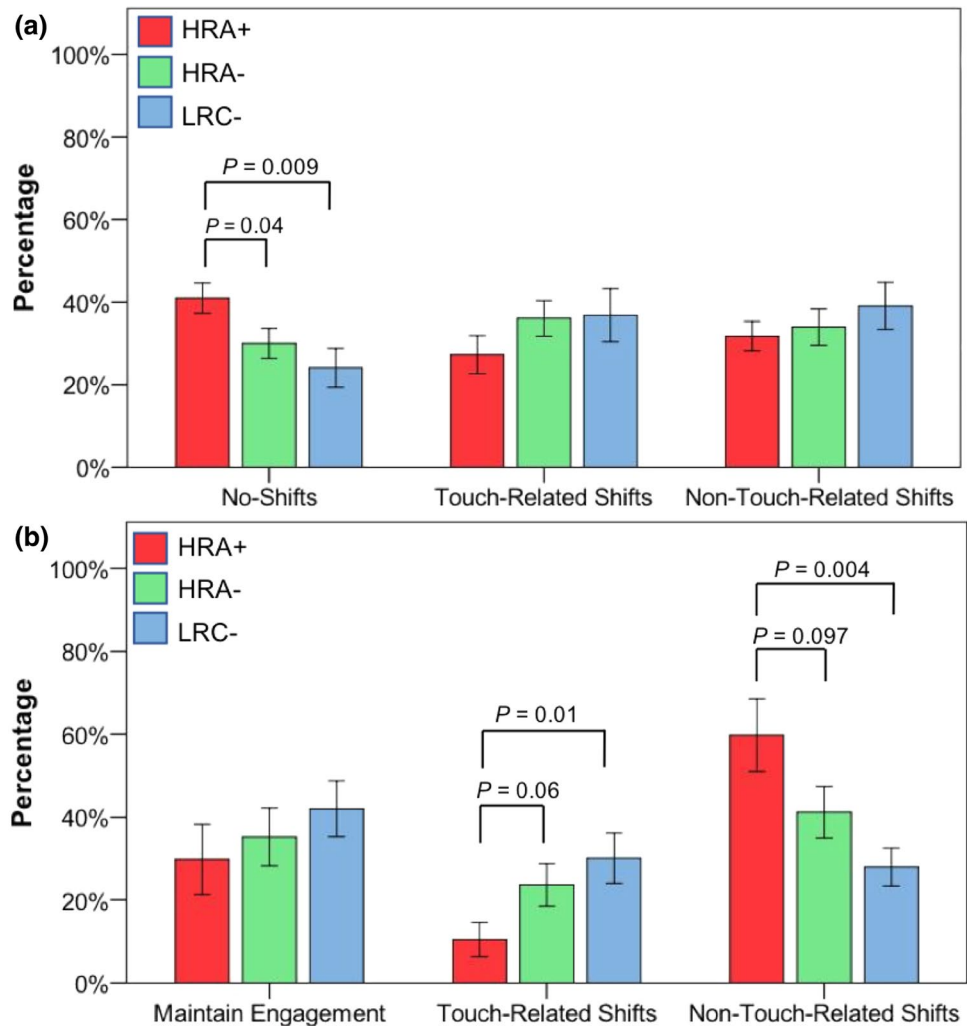 (a)
HRA+
HRA-
LRC-
100%
80%
60%
40%
20%
0%
Percentage
P = 0.009
P = 0.04
No-Shifts
Touch-Related Shifts
Non-Touch-Related Shifts
(b)
HRA+
HRA-
LRC-
100%
80%
60%
40%
20%
0%
Percentage
P = 0.004
P = 0.097
P = 0.01
P = 0.06
Maintain Engagement
Touch-Related Shifts
Non-Touch-Related Shifts